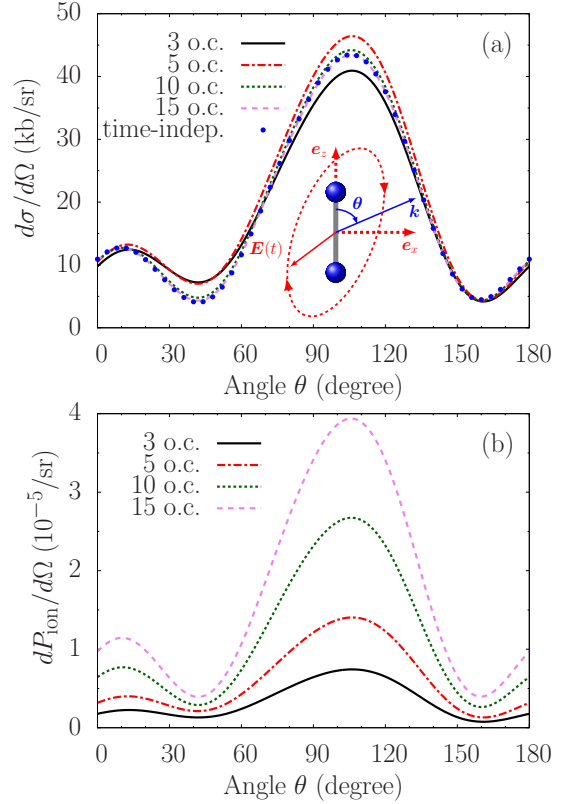 50
40
30
20
10
0
dσ/dΩ (kb/sr)
(a)
3 o.c.
5 o.c.
10 o.c.
15 o.c.
time-indep.
e_z
θ
k
E(t)
e_x
0 30 60 90 120 150 180
Angle θ (degree)
4
3
2
1
0
dP_ion/dΩ (10^−5/sr)
(b)
3 o.c.
5 o.c.
10 o.c.
15 o.c.
0 30 60 90 120 150 180
Angle θ (degree)